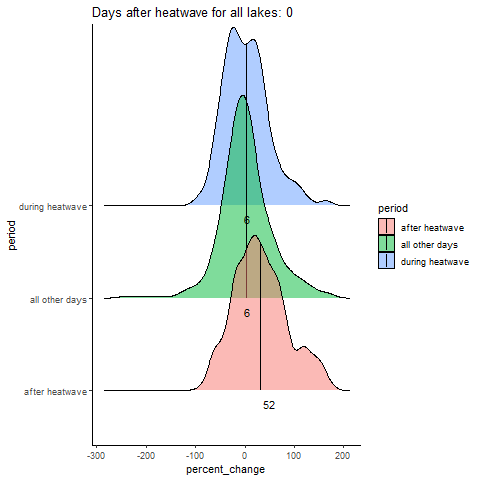 Days after heatwave for all lakes: 0
during heatwave
6
all other days
6
after heatwave
52
period
-300 -200 -100 0 100 200
percent_change
period
after heatwave
all other days
during heatwave